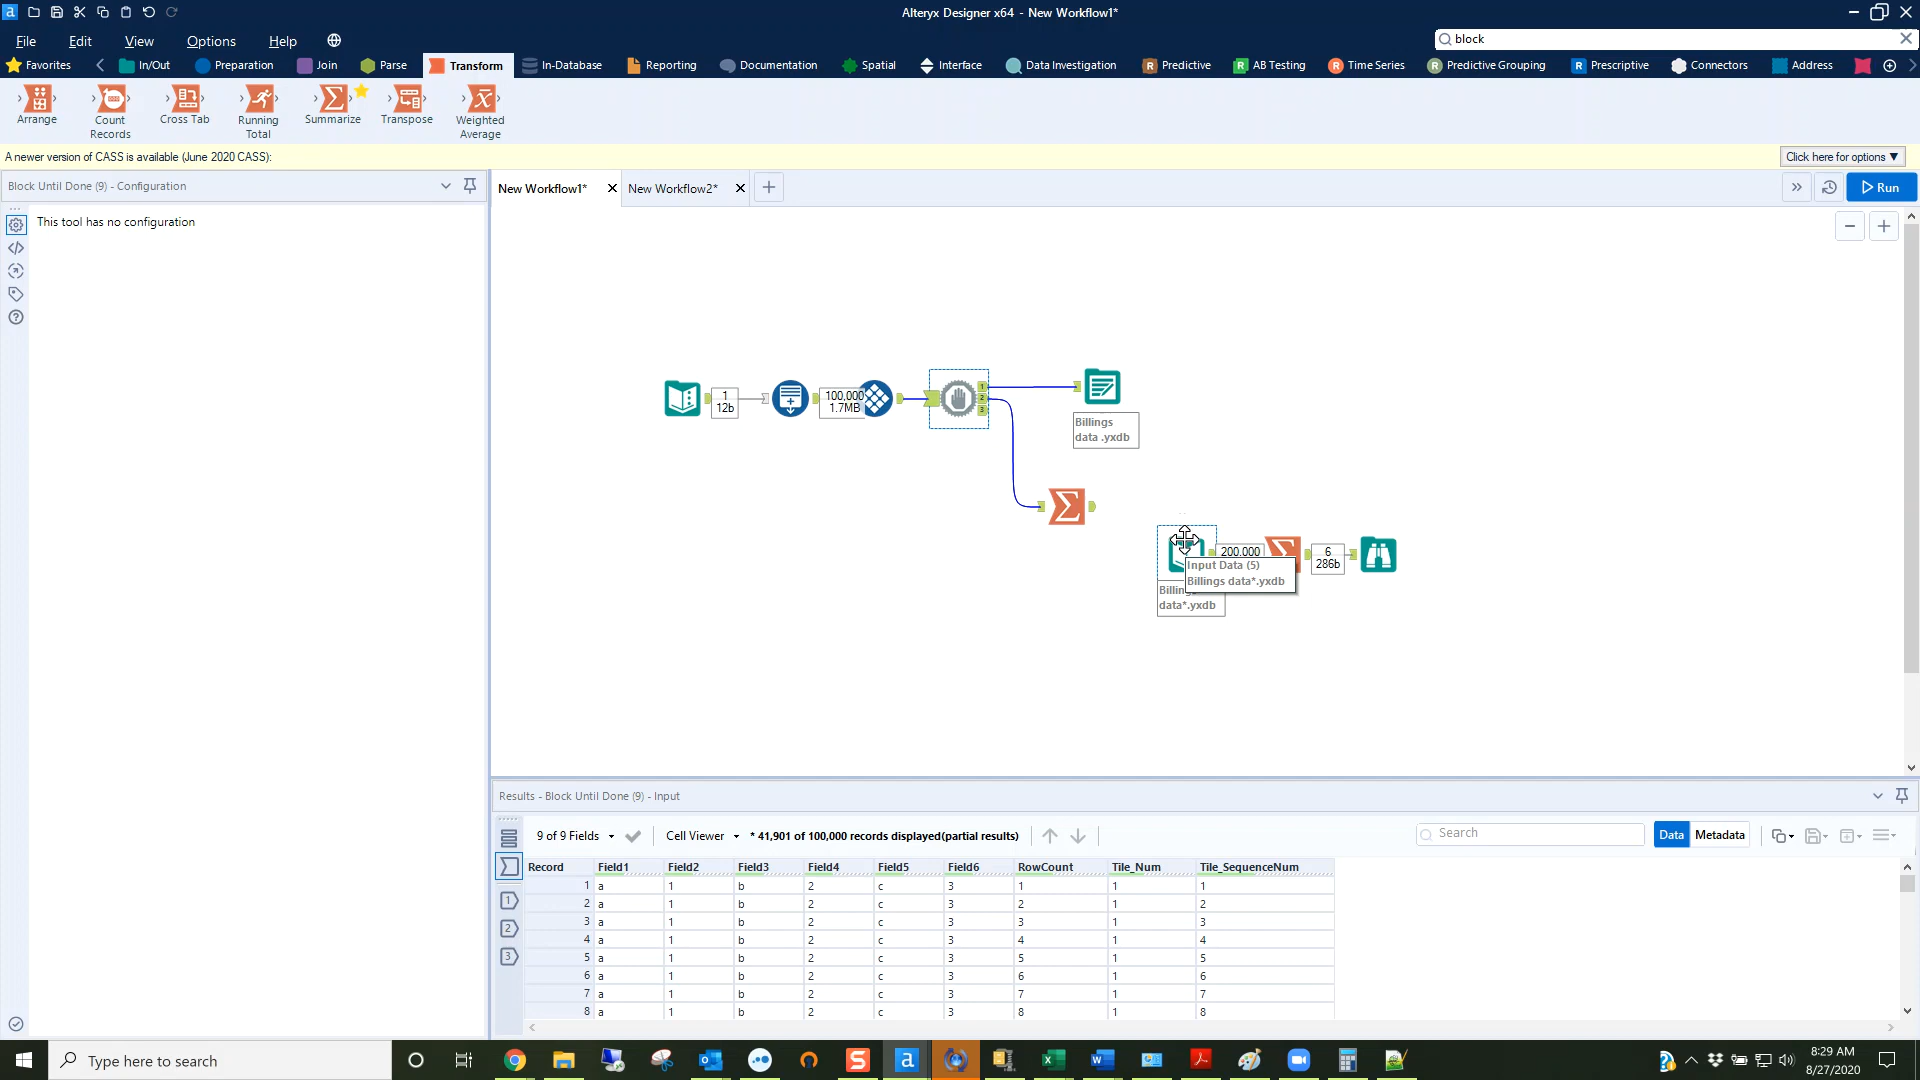 Alteryx Designer x64 - New Workflow1*
File Edit View Options Help
block
Favorites In/Out Preparation Join Parse Transform In-Database Reporting Documentation Spatial Interface Data Investigation Predictive AB Testing Time Series Predictive Grouping Prescriptive Connectors Address
Arrange
Count
Records
Cross Tab
Running
Total
Summarize
Transpose
Weighted
Average
A newer version of CASS is available (June 2020 CASS):
Click here for options ▼
Block Until Done (9) - Configuration
New Workflow1*
New Workflow2*
Run
This tool has no configuration
1
12b
100,000
1.7MB
1
2
3
Billings
data .yxdb
200,000
6
286b
Input Data (5)
Billings data*.yxdb
Billings
data*.yxdb
Results - Block Until Done (9) - Input
9 of 9 Fields
Cell Viewer
* 41,901 of 100,000 records displayed(partial results)
Search
Data
Metadata
1
2
3
Record Field1 Field2 Field3 Field4 Field5 Field6 RowCount Tile_Num Tile_SequenceNum
1 a 1 b 2 c 3 1 1 1
2 a 1 b 2 c 3 2 1 2
3 a 1 b 2 c 3 3 1 3
4 a 1 b 2 c 3 4 1 4
5 a 1 b 2 c 3 5 1 5
6 a 1 b 2 c 3 6 1 6
7 a 1 b 2 c 3 7 1 7
8 a 1 b 2 c 3 8 1 8
Type here to search
8:29 AM
8/27/2020